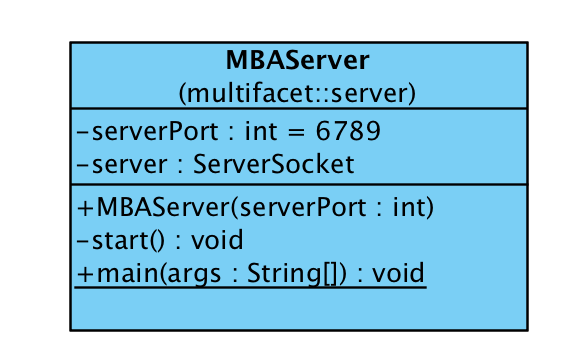 MBAServer
(multifacet::server)
-serverPort : int = 6789
-server : ServerSocket
+MBAServer(serverPort : int)
-start() : void
+main(args : String[]) : void